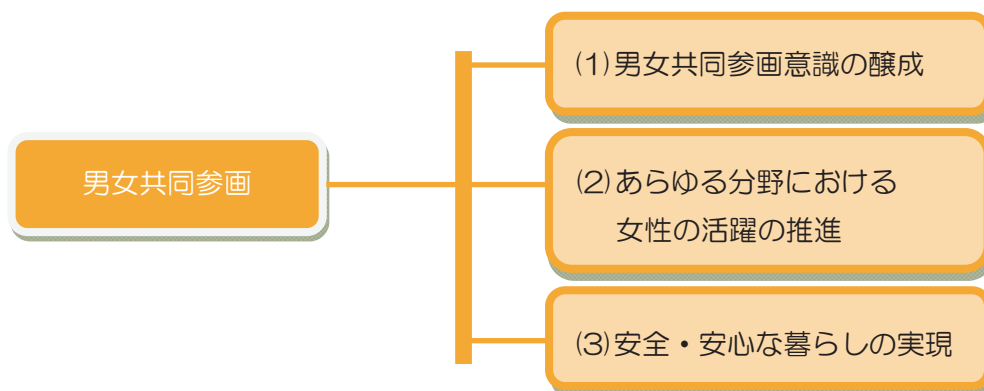 男女共同参画
⑴男女共同参画意識の醸成
⑵あらゆる分野における
女性の活躍の推進
⑶安全・安心な暮らしの実現